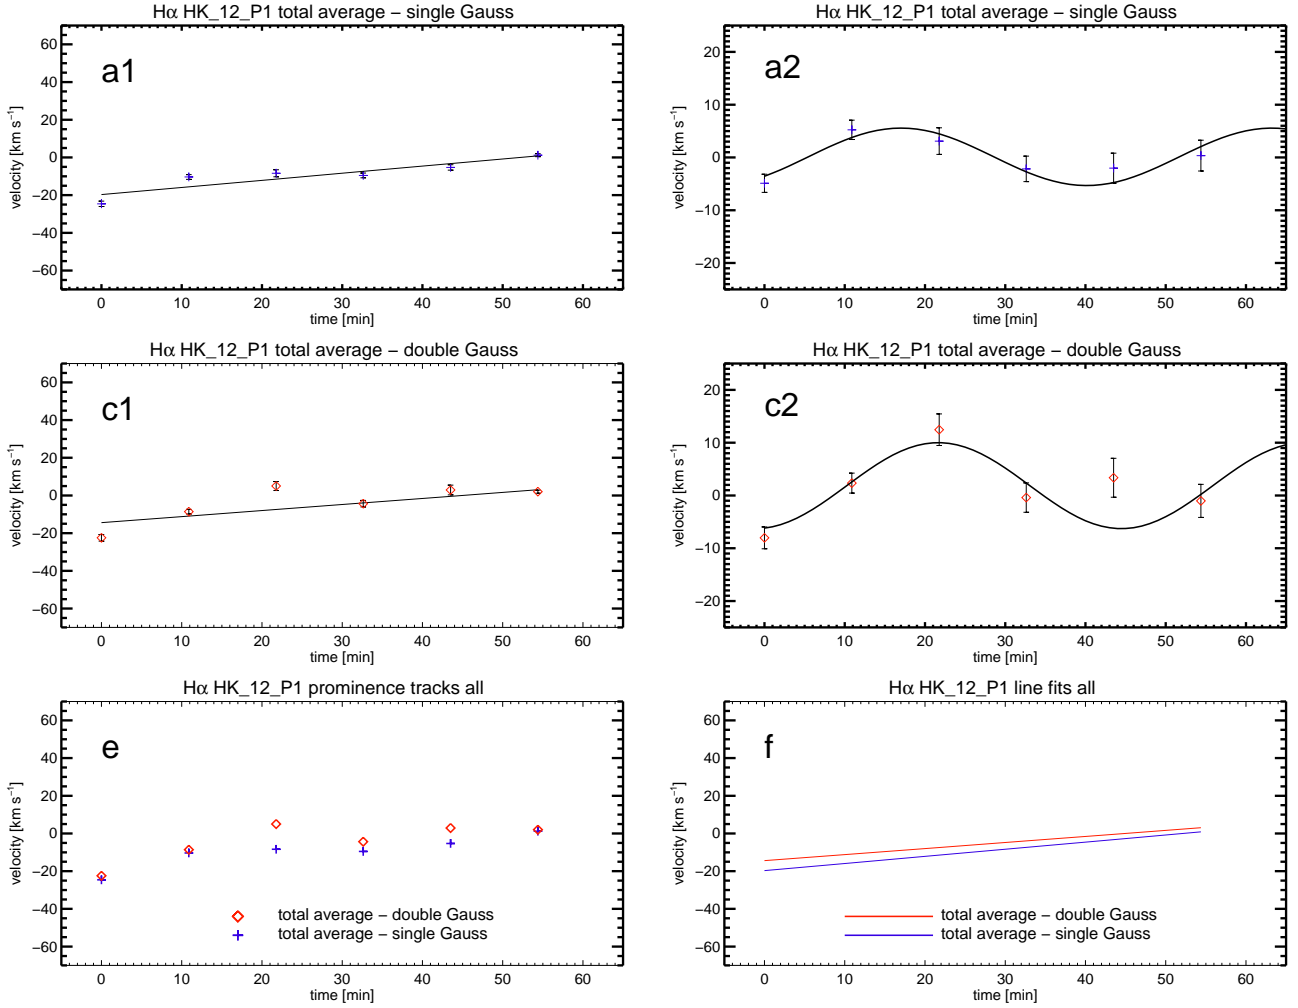 Hα HK_12_P1 total average – single Gauss
a1
velocity [km s⁻¹]
60
40
20
0
−20
−40
−60
0 10 20 30 40 50 60
time [min]
Hα HK_12_P1 total average – single Gauss
a2
velocity [km s⁻¹]
20
10
0
−10
−20
0 10 20 30 40 50 60
time [min]
Hα HK_12_P1 total average – double Gauss
c1
velocity [km s⁻¹]
60
40
20
0
−20
−40
−60
0 10 20 30 40 50 60
time [min]
Hα HK_12_P1 total average – double Gauss
c2
velocity [km s⁻¹]
20
10
0
−10
−20
0 10 20 30 40 50 60
time [min]
Hα HK_12_P1 prominence tracks all
e
velocity [km s⁻¹]
60
40
20
0
−20
−40
−60
total average – double Gauss
total average – single Gauss
0 10 20 30 40 50 60
time [min]
Hα HK_12_P1 line fits all
f
velocity [km s⁻¹]
60
40
20
0
−20
−40
−60
total average – double Gauss
total average – single Gauss
0 10 20 30 40 50 60
time [min]